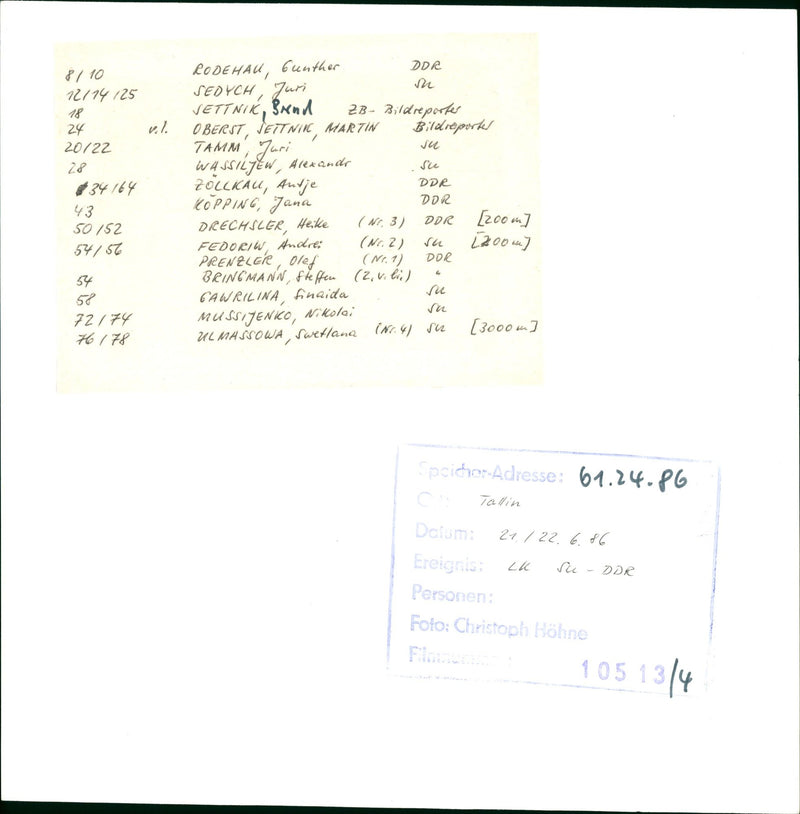 8/10 RODEHAU, Gunther DDR
12/14/25 SEDYCH, Juri SU
18 SETTNIK, Bernd ZB-Bildreporter
24 v.l. OBERST, SETTNIK, MARTIN Bildreporter
20/22 TAMM, Juri SU
28 WASSILJEW, Alexandr SU
34/64 ZÖLLKAU, Antje DDR
43 KÖPPING, Jana DDR
50/52 DRECHSLER, Heike (Nr. 3) DDR [200m]
54/56 FEDORIW, Andrei (Nr. 2) SU [200m]
PRENZLER, Olaf (Nr. 1) DDR
54 BRINGMANN, Steffen (2.v.li.) "
58 GAWRILINA, Sinaida SU
72/74 MUSSIJENKO, Nikolai SU
76/78 ULMASSOWA, Swetlana (Nr. 4) SU [3000m]
Speicher-Adresse: 61.24.86
Tallin
Datum: 21./22.6.86
Ereignis: LK SU-DDR
Personen:
Foto: Christoph Höhne
10513/4